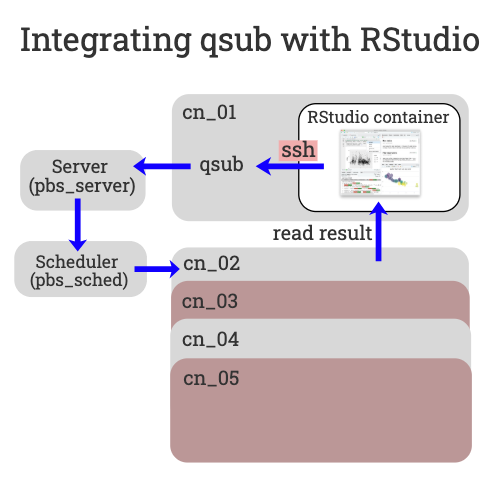 Integrating qsub with RStudio
cn_01
RStudio container
ssh
qsub
Server
(pbs_server)
read result
Scheduler
(pbs_sched)
cn_02
cn_03
cn_04
cn_05